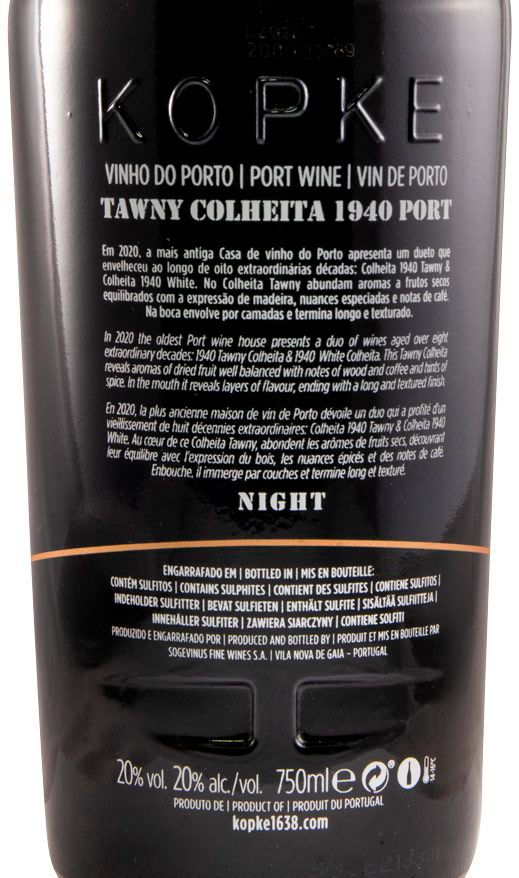 KOPKE
VINHO DO PORTO | PORT WINE | VIN DE PORTO
TAWNY COLHEITA 1940 PORT
Em 2020, a mais antiga Casa de vinho do Porto apresenta um dueto que
envelheceu ao longo de oito extraordinárias décadas: Colheita 1940 Tawny &
Colheita 1940 White. No Colheita Tawny abundam aromas a frutos secos
equilibrados com a expressão de madeira, nuances especiadas e notas de café.
Na boca envolve por camadas e termina longo e texturado.
In 2020 the oldest Port wine house presents a duo of wines aged over eight
extraordinary decades: 1940 Tawny Colheita & 1940 White Colheita. This Tawny Colheita
reveals aromas of dried fruit well balanced with notes of wood and coffee and hints of
spice. In the mouth it reveals layers of flavour, ending with a long and textured finish.
En 2020, la plus ancienne maison de vin de Porto dévoile un duo qui a profité d'un
vieillissement de huit décennies extraordinaires: Colheita 1940 Tawny & Colheita 1940
White. Au cœur de ce Colheita Tawny, abondent les arômes de fruits secs, découvrant
leur équilibre avec l'expression du bois, les nuances épicés et des notes de café.
Enbouche, il immerge par couches et termine long et texturé.
NIGHT
ENGARRAFADO EM | BOTTLED IN | MIS EN BOUTEILLE:
CONTÉM SULFITOS | CONTAINS SULPHITES | CONTIENT DES SULFITES | CONTIENE SULFITOS |
INDEHOLDER SULFITTER | BEVAT SULFIETEN | ENTHÄLT SULFITE | SISÄLTÄÄ SULFIITTEJA |
INNEHÅLLER SULFITER | ZAWIERA SIARCZYNY | CONTIENE SOLFITI
PRODUZIDO E ENGARRAFADO POR | PRODUCED AND BOTTLED BY | PRODUIT ET MIS EN BOUTEILLE PAR
SOGEVINUS FINE WINES S.A. | VILA NOVA DE GAIA - PORTUGAL
20% vol. 20% alc./vol. 750ml e 14-16ºC
PRODUTO DE | PRODUCT OF | PRODUIT DU PORTUGAL
kopke1638.com